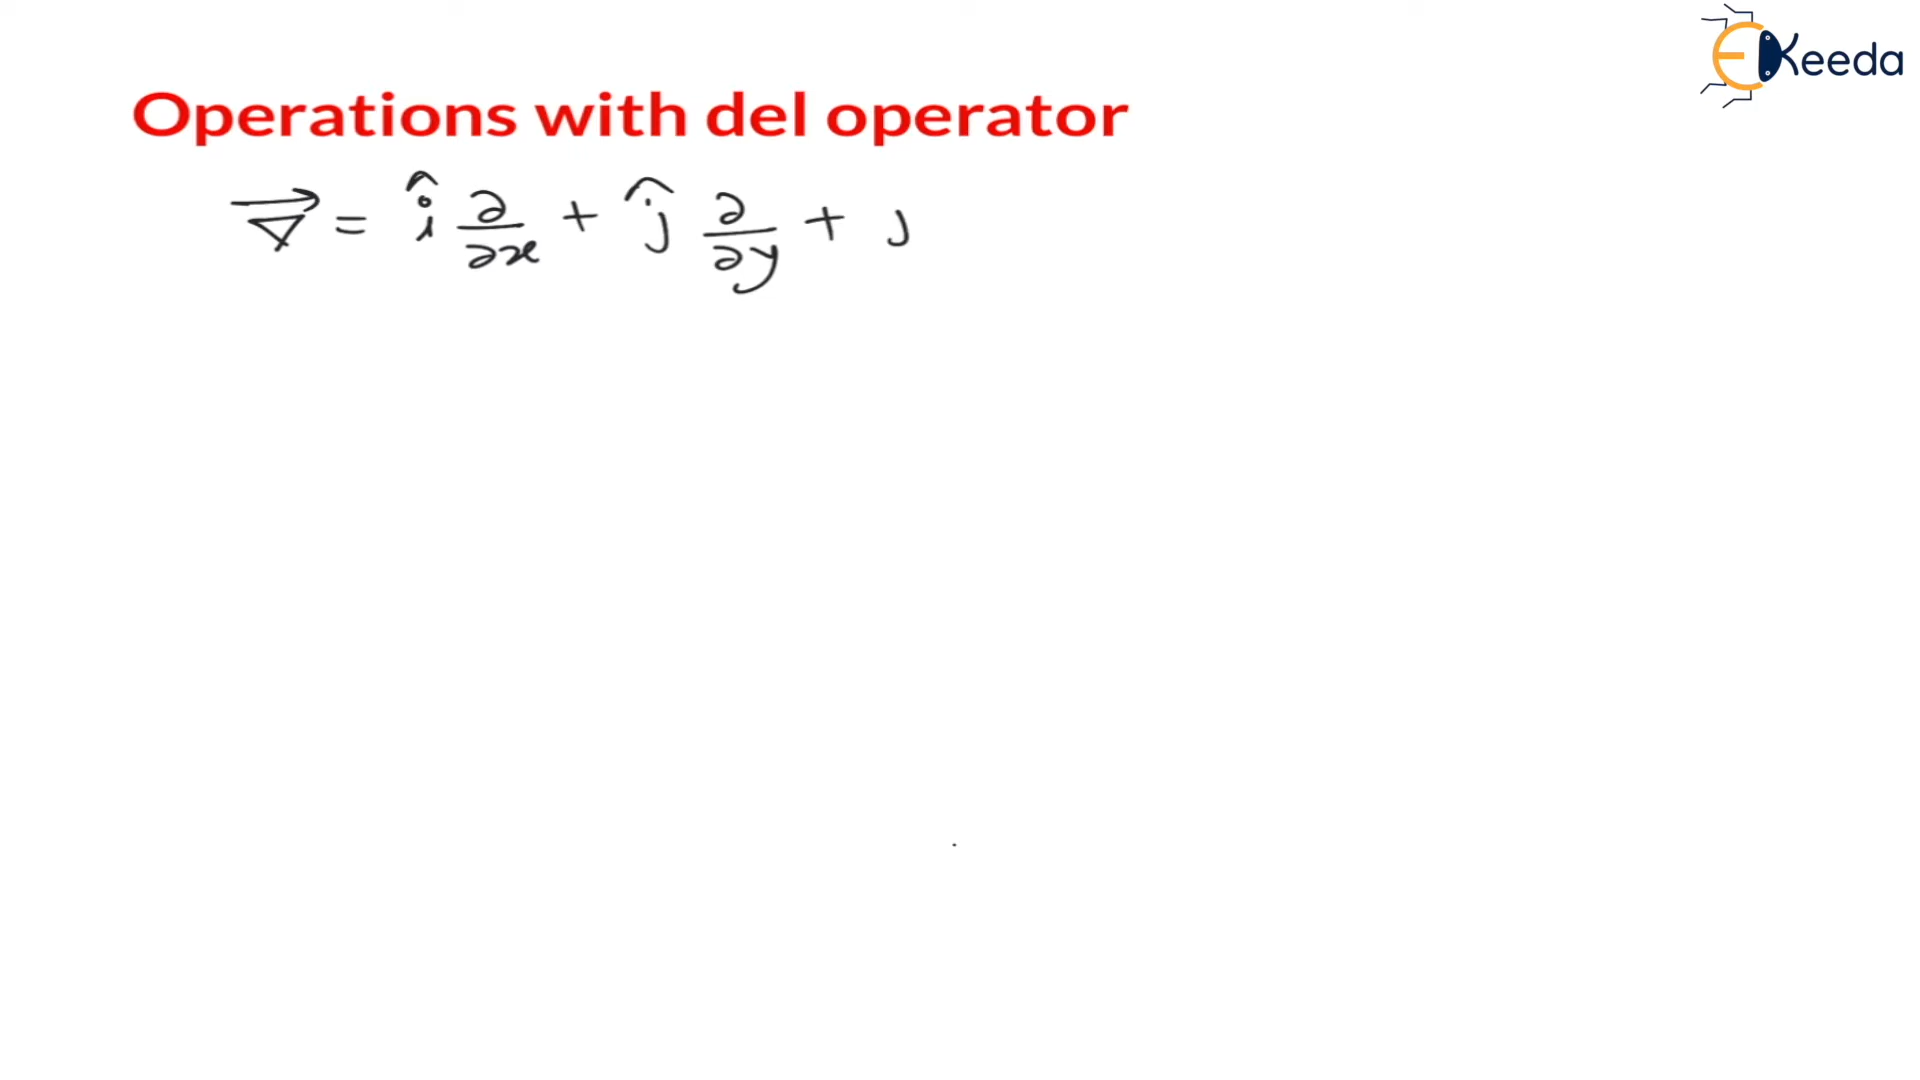 EKeeda
Operations with del operator
∇⃗ = î ∂/∂x + ĵ ∂/∂y + J